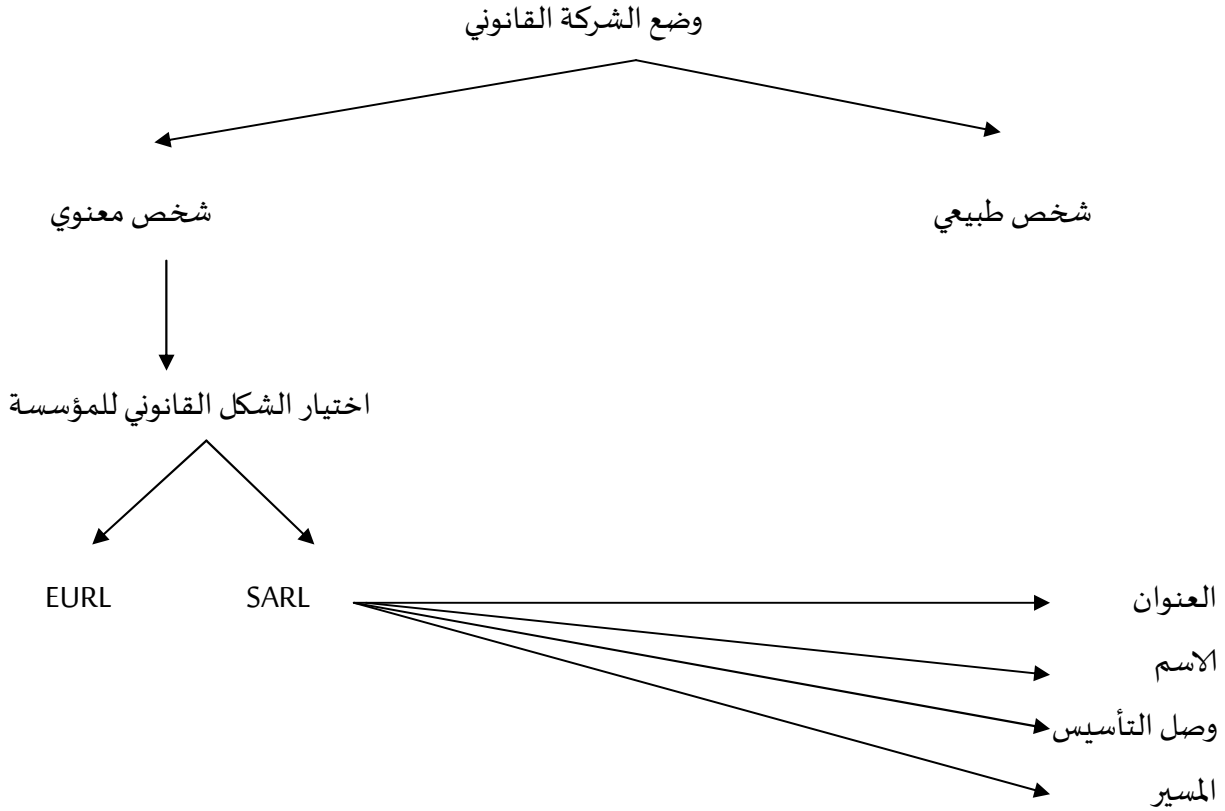 وضع الشركة القانوني
شخص طبيعي
شخص معنوي
اختيار الشكل القانوني للمؤسسة
EURL
SARL
العنوان
الاسم
وصل التأسيس
المسير